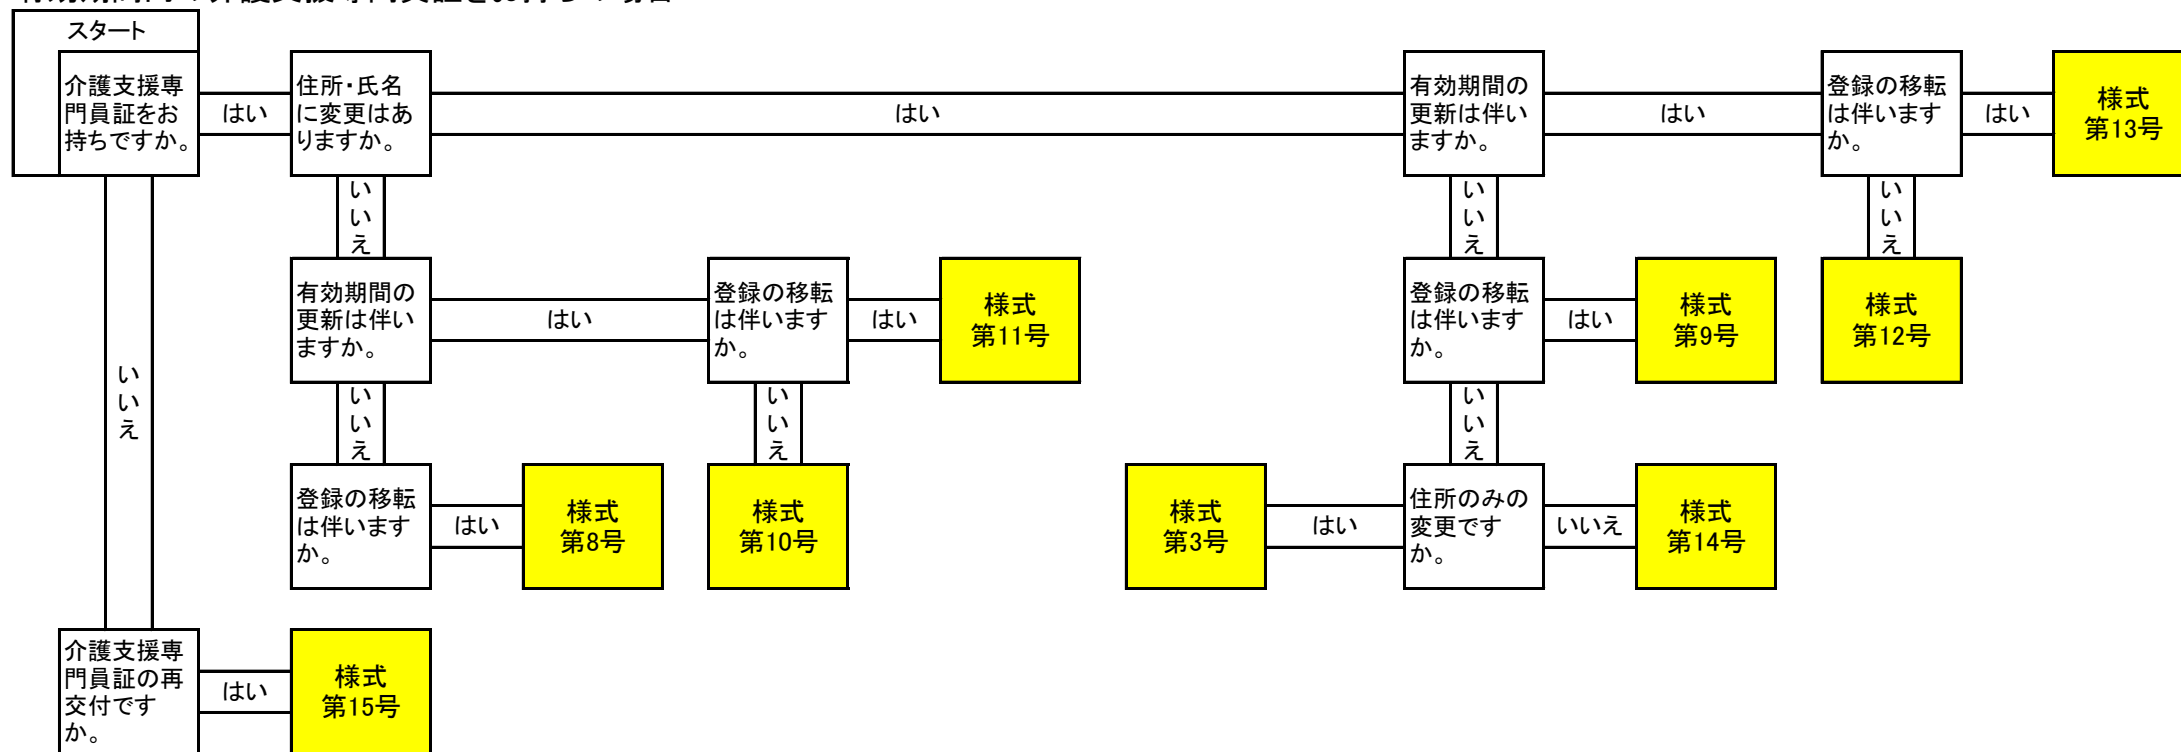 スタート
介護支援専
門員証をお
持ちですか。
はい
住所・氏名
に変更はあ
りますか。
はい
有効期間の
更新は伴い
ますか。
はい
登録の移転
は伴います
か。
はい
様式
第13号
いいえ
いいえ
いいえ
有効期間の
更新は伴い
ますか。
はい
登録の移転
は伴います
か。
はい
様式
第11号
登録の移転
は伴います
か。
はい
様式
第9号
様式
第12号
いいえ
いいえ
いいえ
いいえ
登録の移転
は伴います
か。
はい
様式
第8号
様式
第10号
様式
第3号
はい
住所のみの
変更です
か。
いいえ
様式
第14号
介護支援専
門員証の再
交付です
か。
はい
様式
第15号